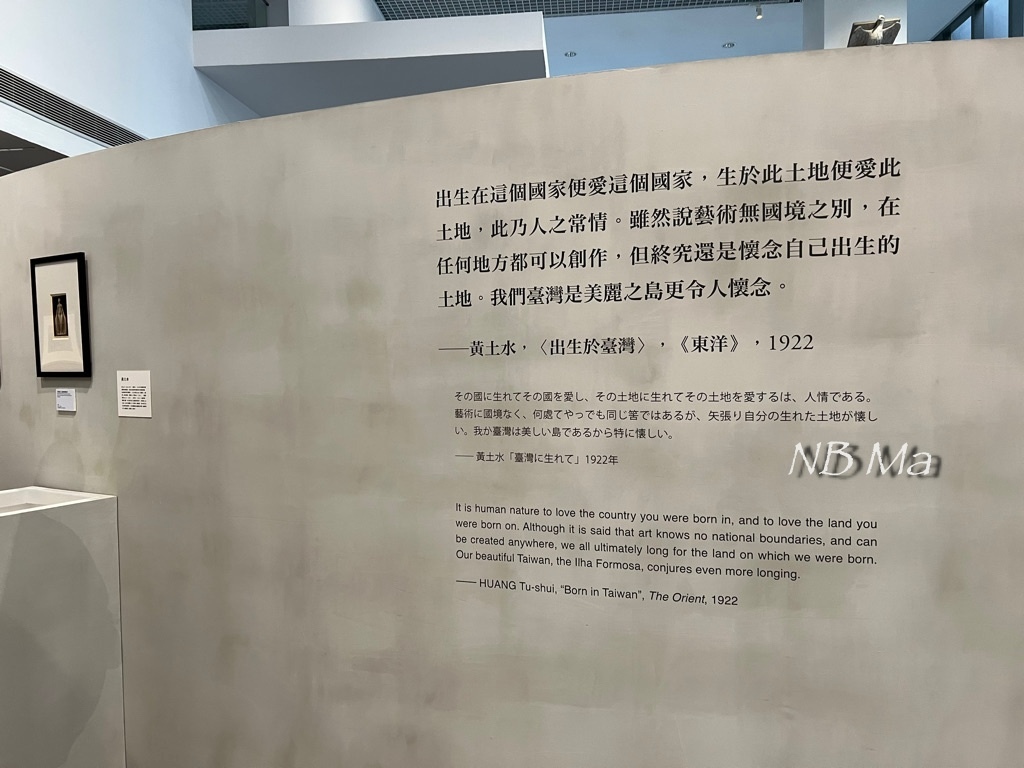 出生在這個國家便愛這個國家，生於此土地便愛此
土地，此乃人之常情。雖然說藝術無國境之別，在
任何地方都可以創作，但終究還是懷念自己出生的
土地。我們臺灣是美麗之島更令人懷念。
——黃土水，〈出生於臺灣〉，《東洋》，1922
その國に生れてその國を愛し、その土地に生れてその土地を愛するは、人情である。
藝術に國境なく、何處てやっても同じ筈ではあるが、矢張り自分の生れた土地が懷し
い。我か臺灣は美しい島であるから特に懷しい。
—— 黃土水「臺灣に生れて」1922年
NB Ma
It is human nature to love the country you were born in, and to love the land you
were born on. Although it is said that art knows no national boundaries, and can
be created anywhere, we all ultimately long for the land on which we were born.
Our beautiful Taiwan, the Ilha Formosa, conjures even more longing.
—— HUANG Tu-shui, “Born in Taiwan”, The Orient, 1922